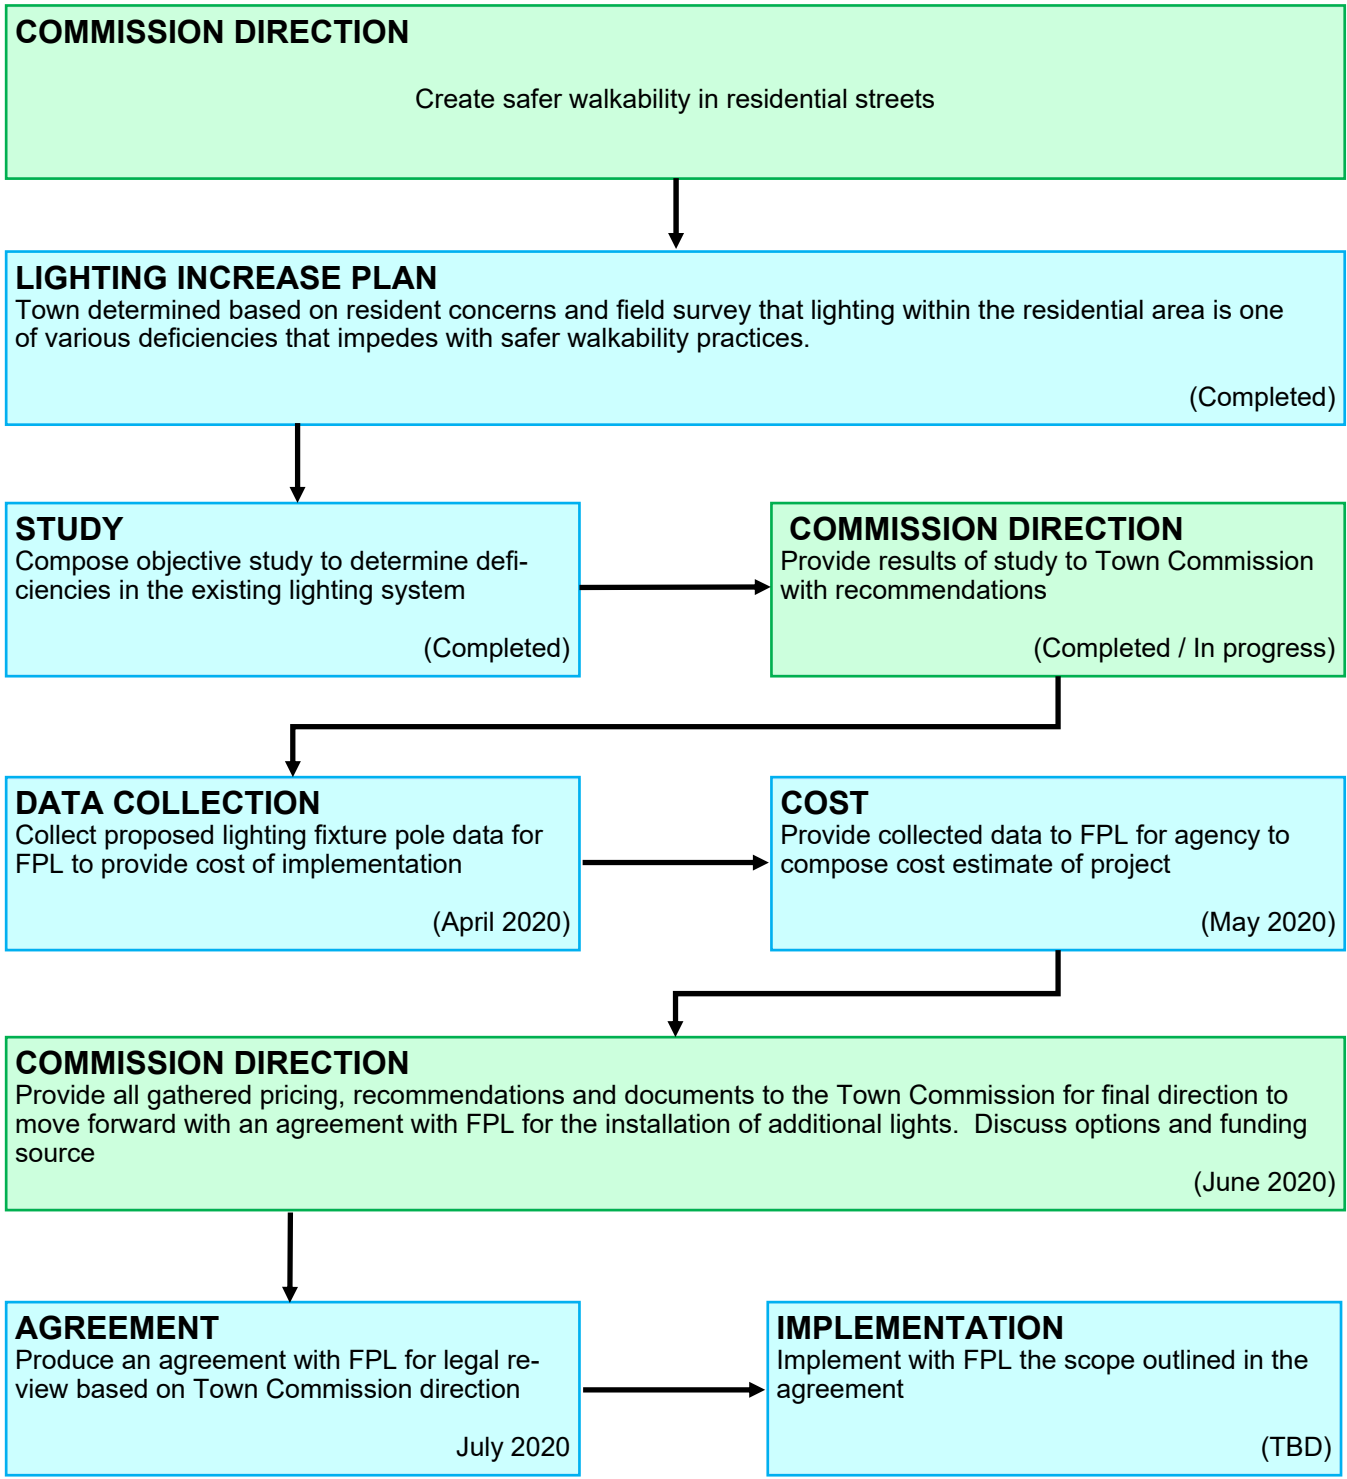 COMMISSION DIRECTION
Create safer walkability in residential streets
LIGHTING INCREASE PLAN
Town determined based on resident concerns and field survey that lighting within the residential area is one
of various deficiencies that impedes with safer walkability practices.
(Completed)
STUDY
Compose objective study to determine defi-
ciencies in the existing lighting system
(Completed)
COMMISSION DIRECTION
Provide results of study to Town Commission
with recommendations
(Completed / In progress)
DATA COLLECTION
Collect proposed lighting fixture pole data for
FPL to provide cost of implementation
(April 2020)
COST
Provide collected data to FPL for agency to
compose cost estimate of project
(May 2020)
COMMISSION DIRECTION
Provide all gathered pricing, recommendations and documents to the Town Commission for final direction to
move forward with an agreement with FPL for the installation of additional lights.  Discuss options and funding
source
(June 2020)
AGREEMENT
Produce an agreement with FPL for legal re-
view based on Town Commission direction
July 2020
IMPLEMENTATION
Implement with FPL the scope outlined in the
agreement
(TBD)